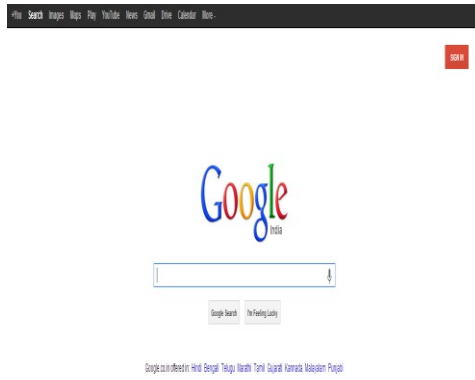 +You Search Images Maps Play YouTube News Gmail Drive Calendar More -
SIGN IN
Google
India
Google Search I'm Feeling Lucky
Google.co.in offered in: Hindi Bengali Telugu Marathi Tamil Gujarati Kannada Malayalam Punjabi